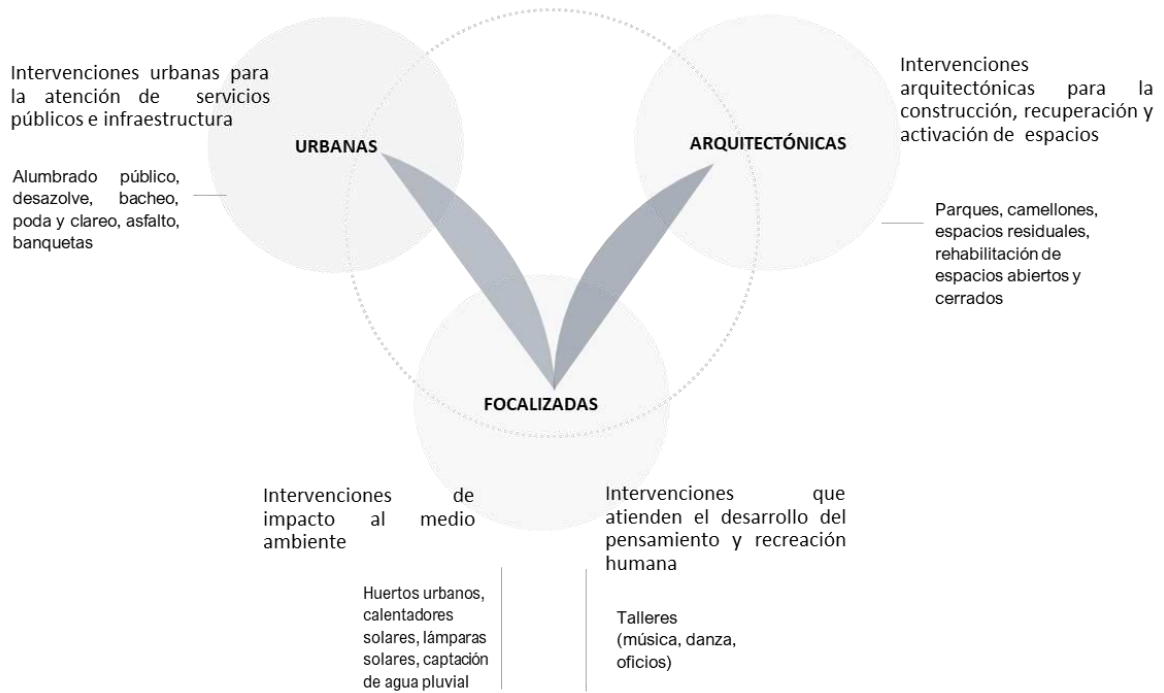 Intervenciones urbanas para
la atención de servicios
públicos e infraestructura
URBANAS
Alumbrado público,
desazolve, bacheo,
poda y clareo, asfalto,
banquetas
Intervenciones
arquitectónicas para la
construcción, recuperación y
activación de espacios
ARQUITECTÓNICAS
Parques, camellones,
espacios residuales,
rehabilitación de
espacios abiertos y
cerrados
FOCALIZADAS
Intervenciones de
impacto al medio
ambiente
Huertos urbanos,
calentadores
solares, lámparas
solares, captación
de agua pluvial
Intervenciones que
atienden el desarrollo del
pensamiento y recreación
humana
Talleres
(música, danza,
oficios)